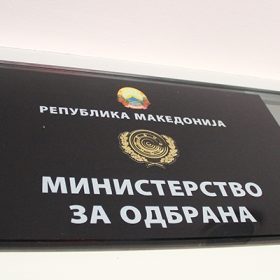 РЕПУБЛИКА МАКЕДОНИЈА
МИНИСТЕРСТВО
ЗА ОДБРАНА